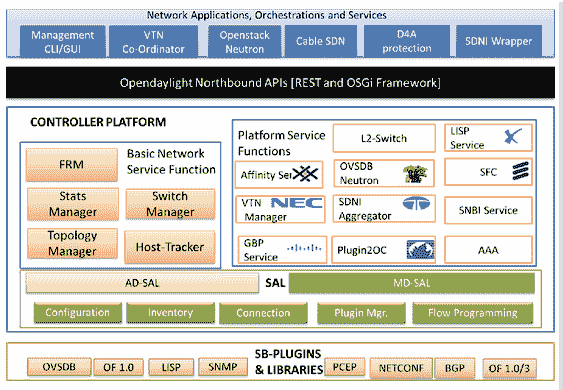 Network Applications, Orchestrations and Services
Management
CLI/GUI
VTN
Co-Ordinator
Openstack
Neutron
Cable SDN
D4A
protection
SDNI Wrapper
Opendaylight Northbound APIs [REST and OSGi Framework]
CONTROLLER PLATFORM
Basic Network
Service Function
FRM
Stats
Manager
Switch
Manager
Topology
Manager
Host-Tracker
Platform Service
Functions
L2-Switch
LISP
Service
Affinity Ser
OVSDB
Neutron
SFC
VTN
Manager
NEC
SDNI
Aggregator
SNBI Service
GBP
Service
Plugin2OC
AAA
AD-SAL
SAL
MD-SAL
Configuration
Inventory
Connection
Plugin Mgr.
Flow Programming
SB-PLUGINS
& LIBRARIES
OVSDB
OF 1.0
LISP
SNMP
PCEP
NETCONF
BGP
OF 1.0/3